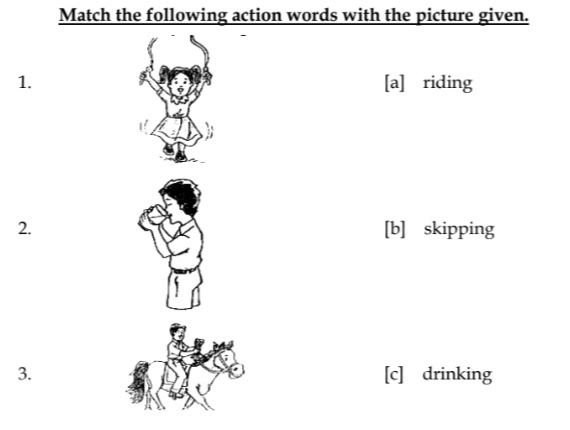 Match the following action words with the picture given.
1. [a] riding
2. [b] skipping
3. [c] drinking